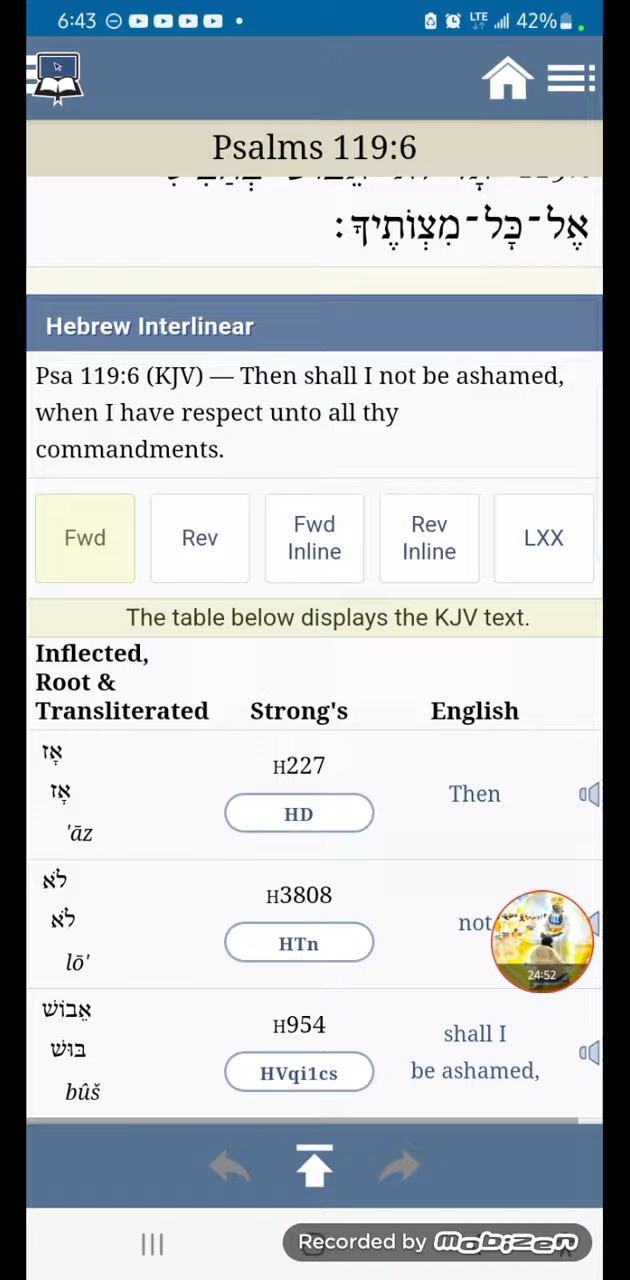 6:43
LTE
42%
Psalms 119:6
אֶל־כָּל־מִצְוֹתֶיךָ׃
Hebrew Interlinear
Psa 119:6 (KJV) — Then shall I not be ashamed,
when I have respect unto all thy
commandments.
Fwd
Rev
Fwd
Inline
Rev
Inline
LXX
The table below displays the KJV text.
Inflected,
Root &
Transliterated
Strong's
English
אָז
אָז
'āz
H227
HD
Then
לֹא
לֹא
lō'
H3808
HTn
not
24:52
אֵבוֹשׁ
בּוּשׁ
bûš
H954
HVqi1cs
shall I
be ashamed,
Recorded by mobizen